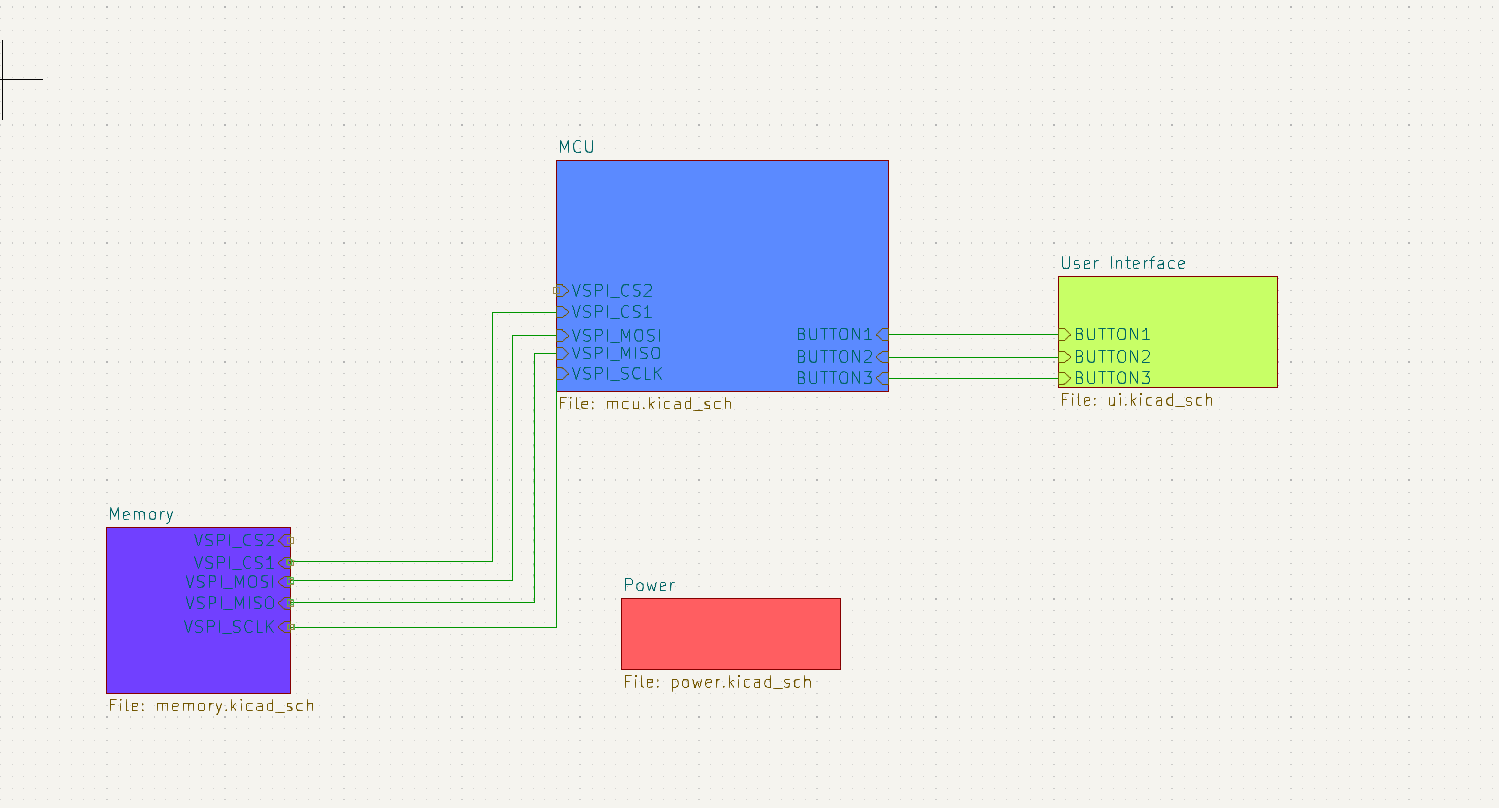 MCU
VSPI_CS2
VSPI_CS1
VSPI_MOSI
VSPI_MISO
VSPI_SCLK
BUTTON1
BUTTON2
BUTTON3
File: mcu.kicad_sch
User Interface
BUTTON1
BUTTON2
BUTTON3
File: ui.kicad_sch
Memory
VSPI_CS2
VSPI_CS1
VSPI_MOSI
VSPI_MISO
VSPI_SCLK
File: memory.kicad_sch
Power
File: power.kicad_sch